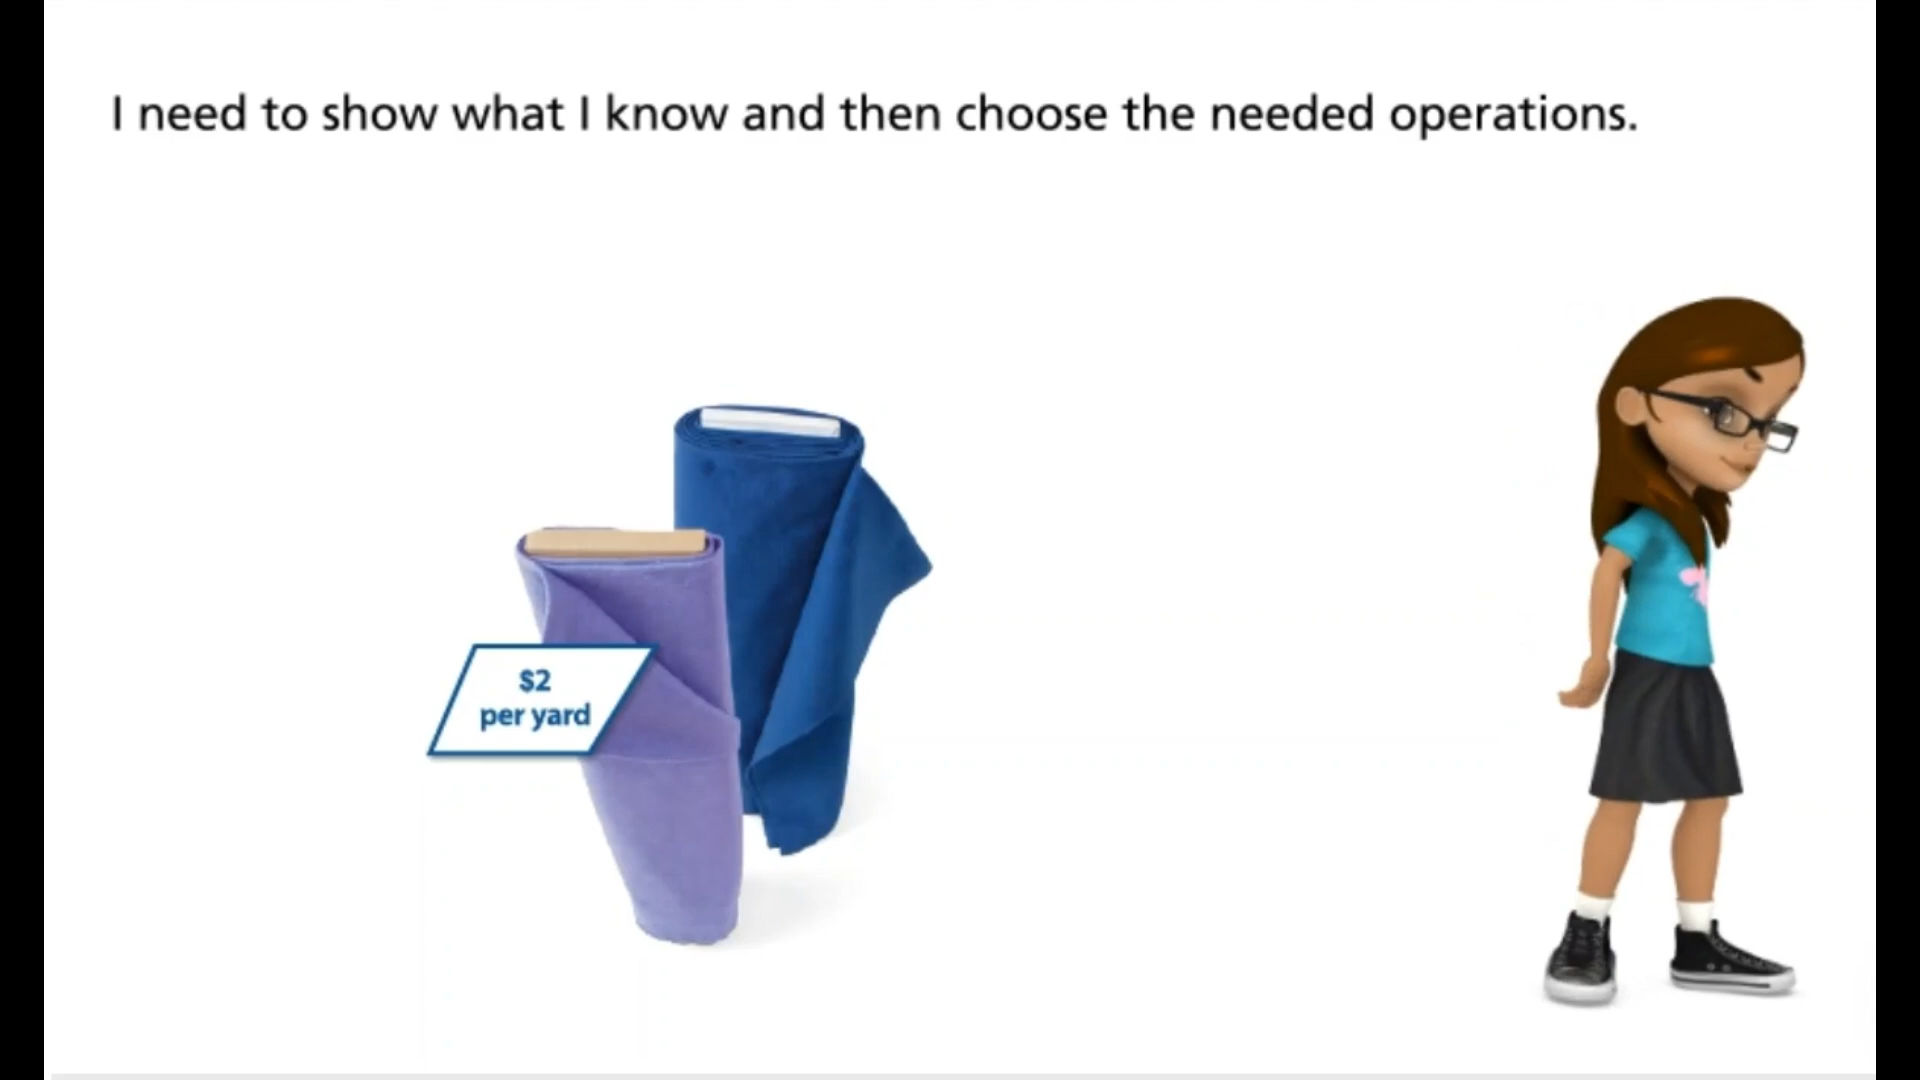 I need to show what I know and then choose the needed operations.
$2
per yard